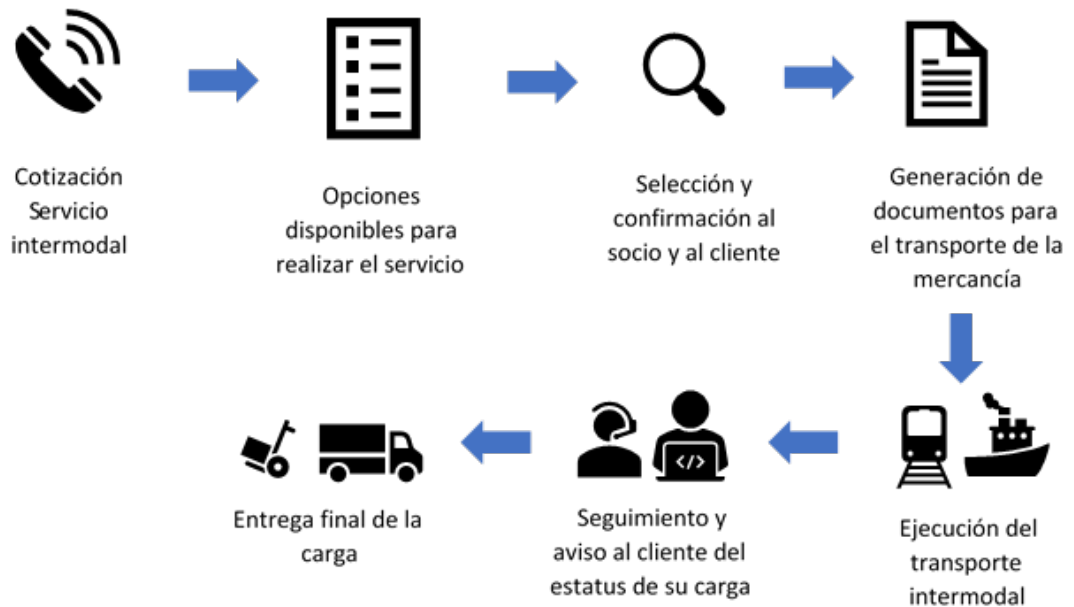 Cotización
Servicio
intermodal
Opciones
disponibles para
realizar el servicio
Selección y
confirmación al
socio y al cliente
Generación de
documentos para
el transporte de la
mercancía
Ejecución del
transporte
intermodal
</>
Seguimiento y
aviso al cliente del
estatus de su carga
Entrega final de la
carga